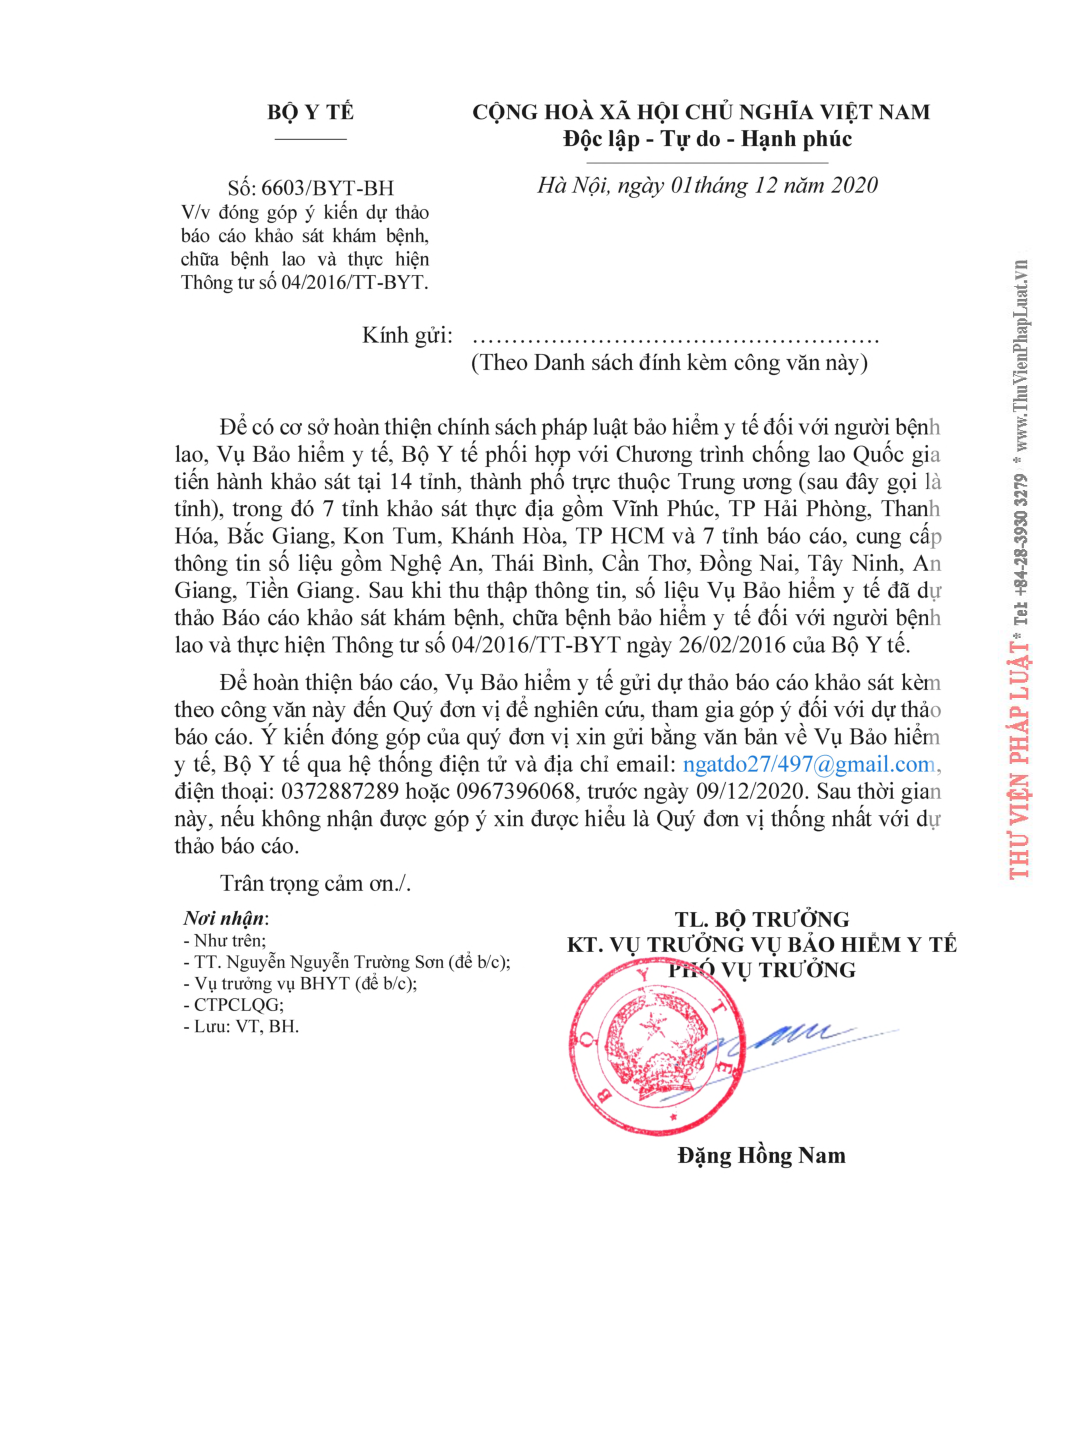 BỘ Y TẾ
CỘNG HOÀ XÃ HỘI CHỦ NGHĨA VIỆT NAM
Độc lập - Tự do - Hạnh phúc
Số: 6603/BYT-BH
V/v đóng góp ý kiến dự thảo
báo cáo khảo sát khám bệnh,
chữa bệnh lao và thực hiện
Thông tư số 04/2016/TT-BYT.
Hà Nội, ngày 01tháng 12 năm 2020
Kính gửi: ……………………………………………
(Theo Danh sách đính kèm công văn này)
Để có cơ sở hoàn thiện chính sách pháp luật bảo hiểm y tế đối với người bệnh
lao, Vụ Bảo hiểm y tế, Bộ Y tế phối hợp với Chương trình chống lao Quốc gia
tiến hành khảo sát tại 14 tỉnh, thành phố trực thuộc Trung ương (sau đây gọi là
tỉnh), trong đó 7 tỉnh khảo sát thực địa gồm Vĩnh Phúc, TP Hải Phòng, Thanh
Hóa, Bắc Giang, Kon Tum, Khánh Hòa, TP HCM và 7 tỉnh báo cáo, cung cấp
thông tin số liệu gồm Nghệ An, Thái Bình, Cần Thơ, Đồng Nai, Tây Ninh, An
Giang, Tiền Giang. Sau khi thu thập thông tin, số liệu Vụ Bảo hiểm y tế đã dự
thảo Báo cáo khảo sát khám bệnh, chữa bệnh bảo hiểm y tế đối với người bệnh
lao và thực hiện Thông tư số 04/2016/TT-BYT ngày 26/02/2016 của Bộ Y tế.
Để hoàn thiện báo cáo, Vụ Bảo hiểm y tế gửi dự thảo báo cáo khảo sát kèm
theo công văn này đến Quý đơn vị để nghiên cứu, tham gia góp ý đối với dự thảo
báo cáo. Ý kiến đóng góp của quý đơn vị xin gửi bằng văn bản về Vụ Bảo hiểm
y tế, Bộ Y tế qua hệ thống điện tử và địa chỉ email: ngatdo27/497@gmail.com,
điện thoại: 0372887289 hoặc 0967396068, trước ngày 09/12/2020. Sau thời gian
này, nếu không nhận được góp ý xin được hiểu là Quý đơn vị thống nhất với dự
thảo báo cáo.
Trân trọng cảm ơn./.
Nơi nhận:
- Như trên;
- TT. Nguyễn Nguyễn Trường Sơn (để b/c);
- Vụ trưởng vụ BHYT (để b/c);
- CTPCLQG;
- Lưu: VT, BH.
TL. BỘ TRƯỞNG
KT. VỤ TRƯỞNG VỤ BẢO HIỂM Y TẾ
PHÓ VỤ TRƯỞNG
BỘ Y TẾ
Nam
Đặng Hồng Nam
THƯ VIỆN PHÁP LUẬT * Tel: +84-28-3930 3279 * www.ThuVienPhapLuat.vn